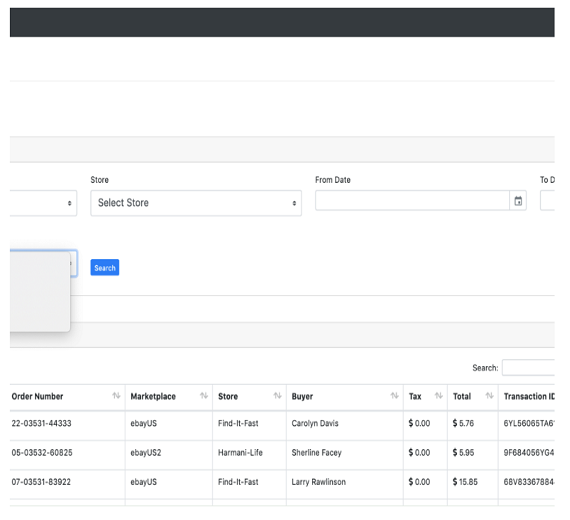 Store From Date To D
Select Store
Search
Search:
Order Number Marketplace Store Buyer Tax Total Transaction ID
22-03531-44333 ebayUS Find-It-Fast Carolyn Davis $ 0.00 $ 5.76 6YL56065TA6
05-03532-60825 ebayUS2 Harmani-Life Sherline Facey $ 0.00 $ 5.95 9F684056YG4
07-03531-83922 ebayUS Find-It-Fast Larry Rawlinson $ 0.00 $ 15.85 68V83367884